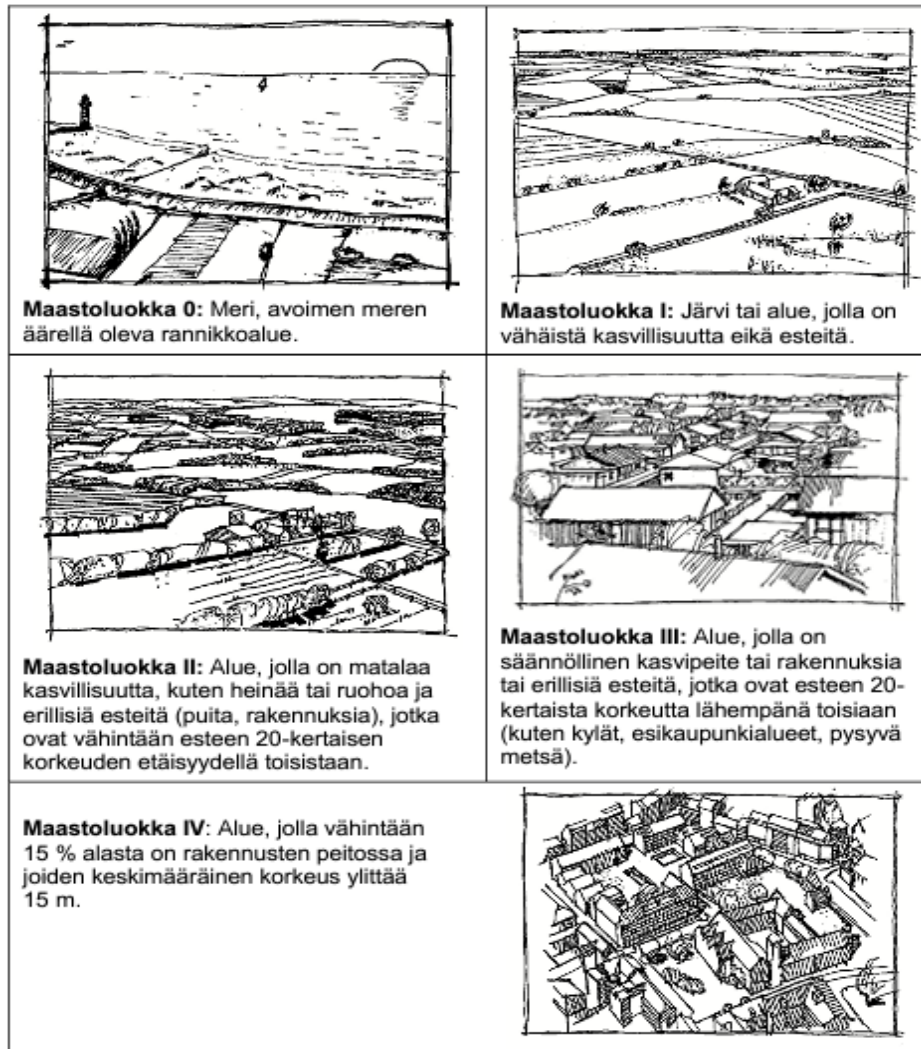 Maastoluokka 0: Meri, avoimen meren
äärellä oleva rannikkoalue.
Maastoluokka I: Järvi tai alue, jolla on
vähäistä kasvillisuutta eikä esteitä.
Maastoluokka II: Alue, jolla on matalaa
kasvillisuutta, kuten heinää tai ruohoa ja
erillisiä esteitä (puita, rakennuksia), jotka
ovat vähintään esteen 20-kertaisen
korkeuden etäisyydellä toisistaan.
Maastoluokka III: Alue, jolla on
säännöllinen kasvipeite tai rakennuksia
tai erillisiä esteitä, jotka ovat esteen 20-
kertaista korkeutta lähempänä toisiaan
(kuten kylät, esikaupunkialueet, pysyvä
metsä).
Maastoluokka IV: Alue, jolla vähintään
15 % alasta on rakennusten peitossa ja
joiden keskimääräinen korkeus ylittää
15 m.